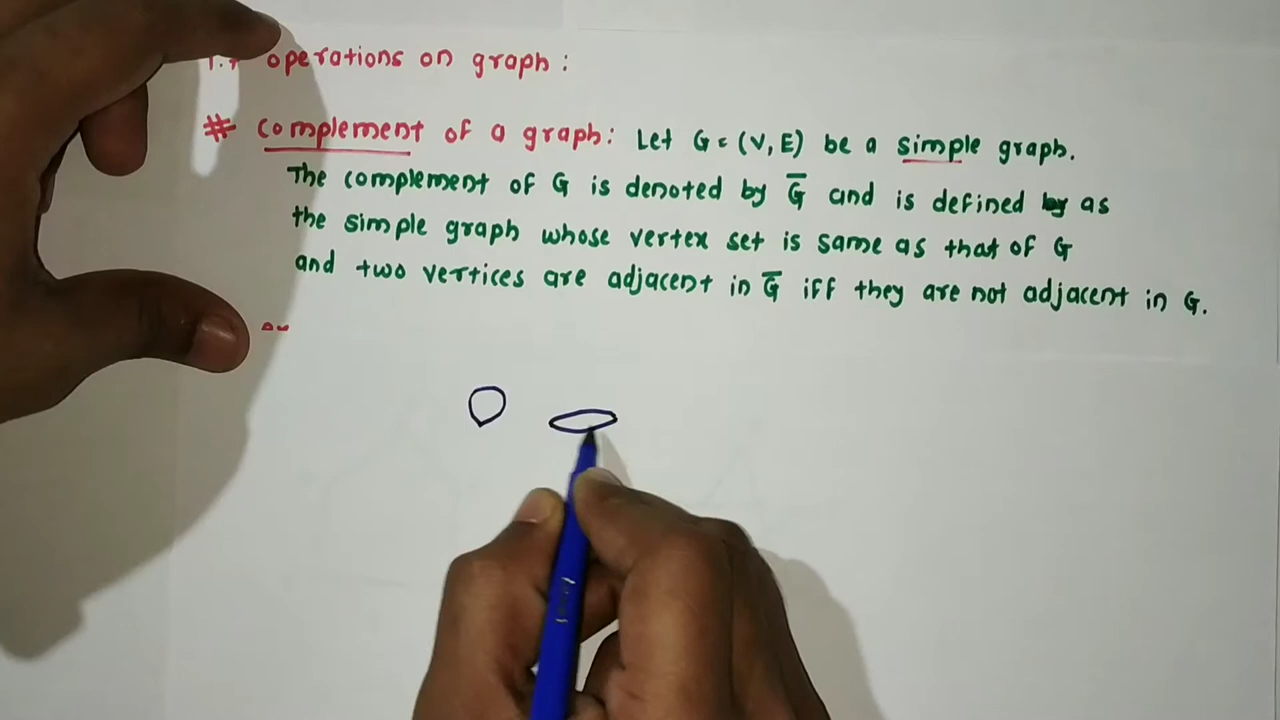 operations on graph :
# complement of a graph: Let G = (V, E) be a simple graph.
The complement of G is denoted by G̅ and is defined by as
the simple graph whose vertex set is same as that of G
and two vertices are adjacent in G̅ iff they are not adjacent in G.